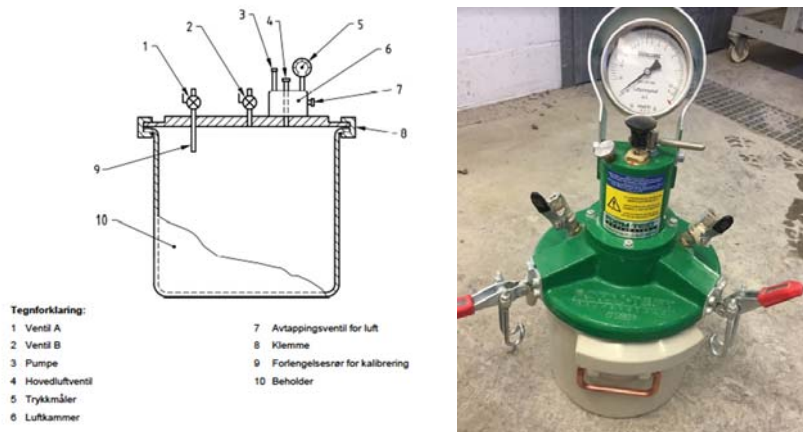 1
2
3
4
5
6
7
8
9
10
Tegnforklaring:
1 Ventil A
2 Ventil B
3 Pumpe
4 Hovedluftventil
5 Trykkmåler
6 Luftkammer
7 Avtappingsventil for luft
8 Klemme
9 Forlengelsesrør for kalibrering
10 Beholder